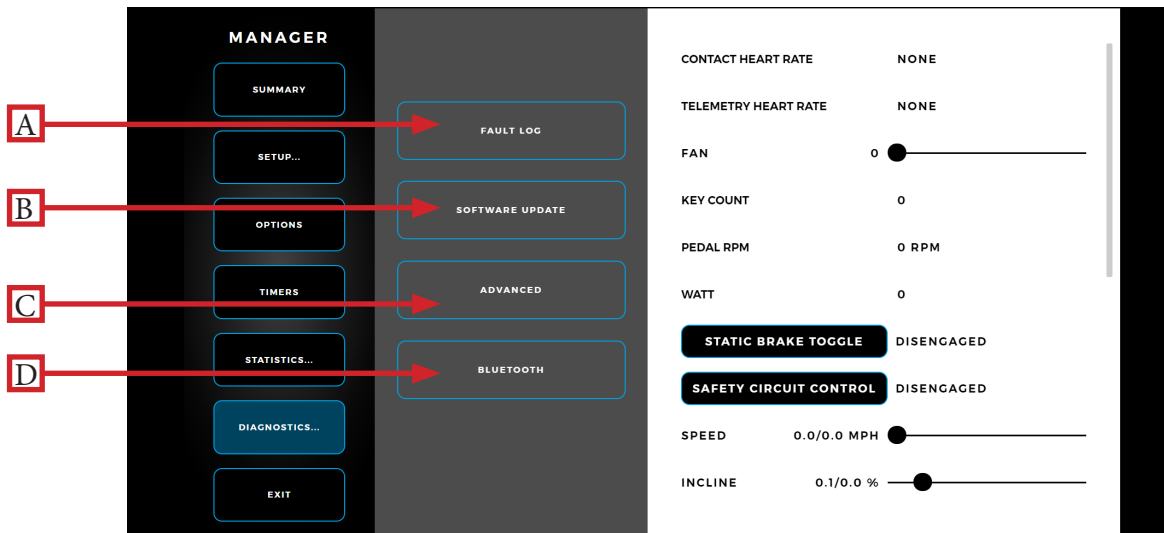 MANAGER
SUMMARY
SETUP...
OPTIONS
TIMERS
STATISTICS...
DIAGNOSTICS...
EXIT
A
B
C
D
FAULT LOG
SOFTWARE UPDATE
ADVANCED
BLUETOOTH
CONTACT HEART RATE NONE
TELEMETRY HEART RATE NONE
FAN 0
KEY COUNT 0
PEDAL RPM 0 RPM
WATT 0
STATIC BRAKE TOGGLE DISENGAGED
SAFETY CIRCUIT CONTROL DISENGAGED
SPEED 0.0/0.0 MPH
INCLINE 0.1/0.0 %